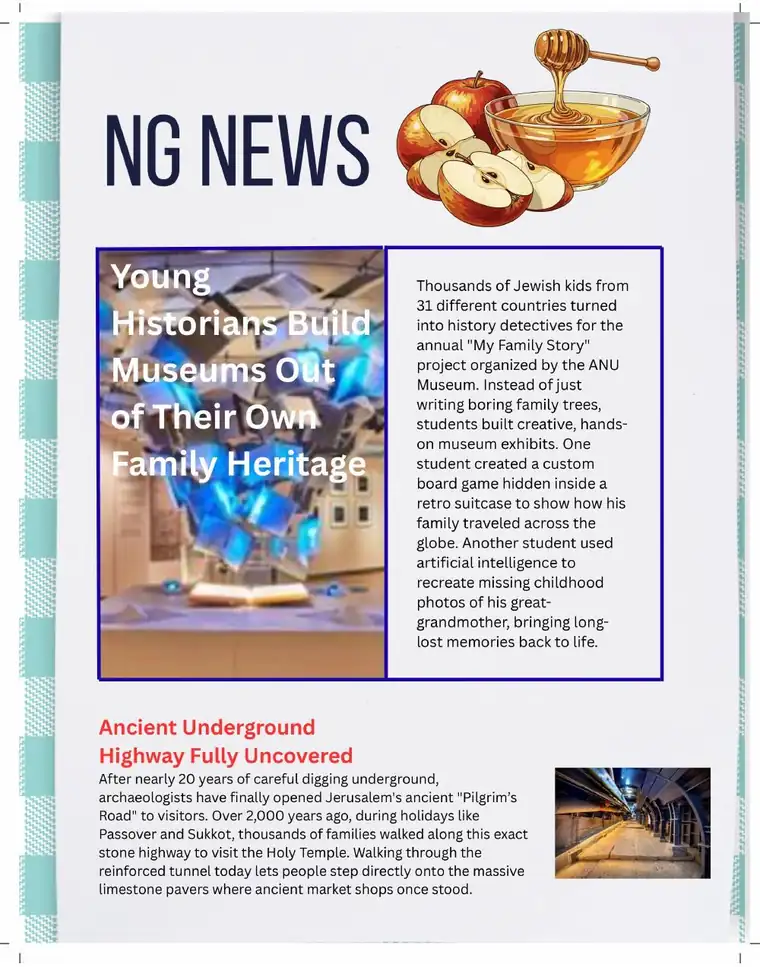 NG NEWS
Young
Historians Build
Museums Out
of Their Own
Family Heritage
Thousands of Jewish kids from
31 different countries turned
into history detectives for the
annual "My Family Story"
project organized by the ANU
Museum. Instead of just
writing boring family trees,
students built creative, hands-
on museum exhibits. One
student created a custom
board game hidden inside a
retro suitcase to show how his
family traveled across the
globe. Another student used
artificial intelligence to
recreate missing childhood
photos of his great-
grandmother, bringing long-
lost memories back to life.
Ancient Underground
Highway Fully Uncovered
After nearly 20 years of careful digging underground,
archaeologists have finally opened Jerusalem's ancient "Pilgrim's
Road" to visitors. Over 2,000 years ago, during holidays like
Passover and Sukkot, thousands of families walked along this exact
stone highway to visit the Holy Temple. Walking through the
reinforced tunnel today lets people step directly onto the massive
limestone pavers where ancient market shops once stood.